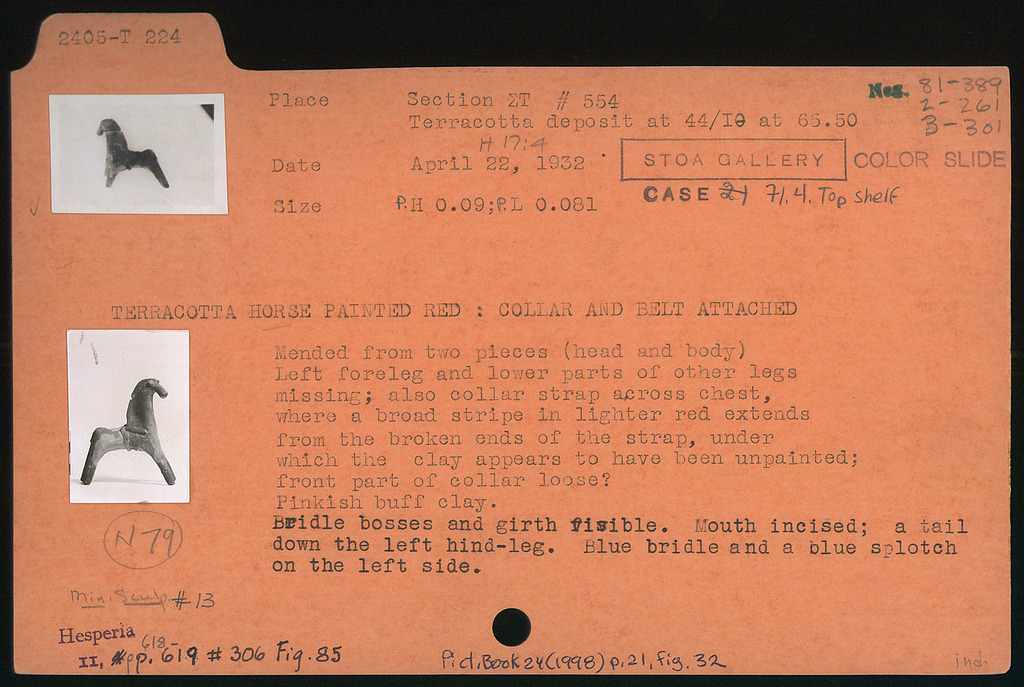 2405-T 224
Place Section ΣT # 554
Terracotta deposit at 44/I0 at 65.50
H 17:4
Date April 22, 1932
Size P.H 0.09;P.L 0.081
Neg. 81-389
2-261
3-301
STOA GALLERY COLOR SLIDE
CASE 21 71.4. Top shelf
TERRACOTTA HORSE PAINTED RED : COLLAR AND BELT ATTACHED
Mended from two pieces (head and body)
Left foreleg and lower parts of other legs
missing; also collar strap across chest,
where a broad stripe in lighter red extends
from the broken ends of the strap, under
which the clay appears to have been unpainted;
front part of collar loose?
Pinkish buff clay.
Bridle bosses and girth visible. Mouth incised; a tail
down the left hind-leg. Blue bridle and a blue splotch
on the left side.
N 79
Min. Sculp. # 13
Hesperia
618-
II, pp. 619 # 306 Fig. 85
Pict. Book 24 (1998) p. 21, fig. 32
ind.